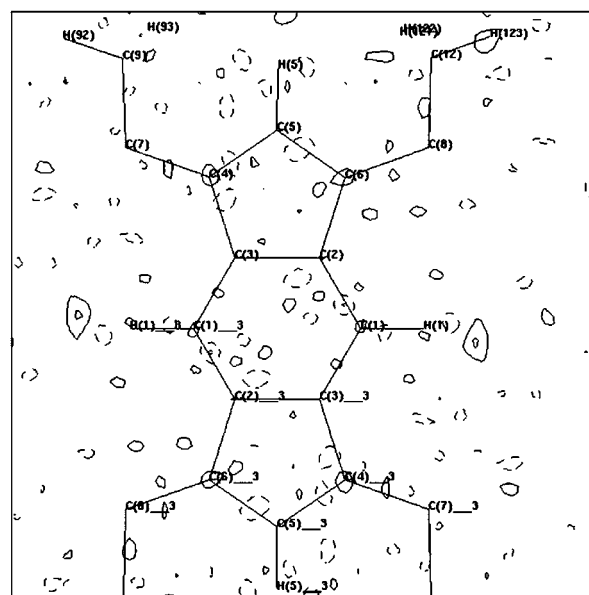 H(93)
H(92)
H(123)
C(9)
C(12)
H(5)
C(5)
C(7)
C(8)
C(4)
C(6)
C(3)
C(2)
H(1)__3 C(1)__3
C(1) H(1)
C(2)__3 C(3)__3
C(6)__3 C(4)__3
C(8)__3 C(7)__3
C(5)__3
H(5)__3